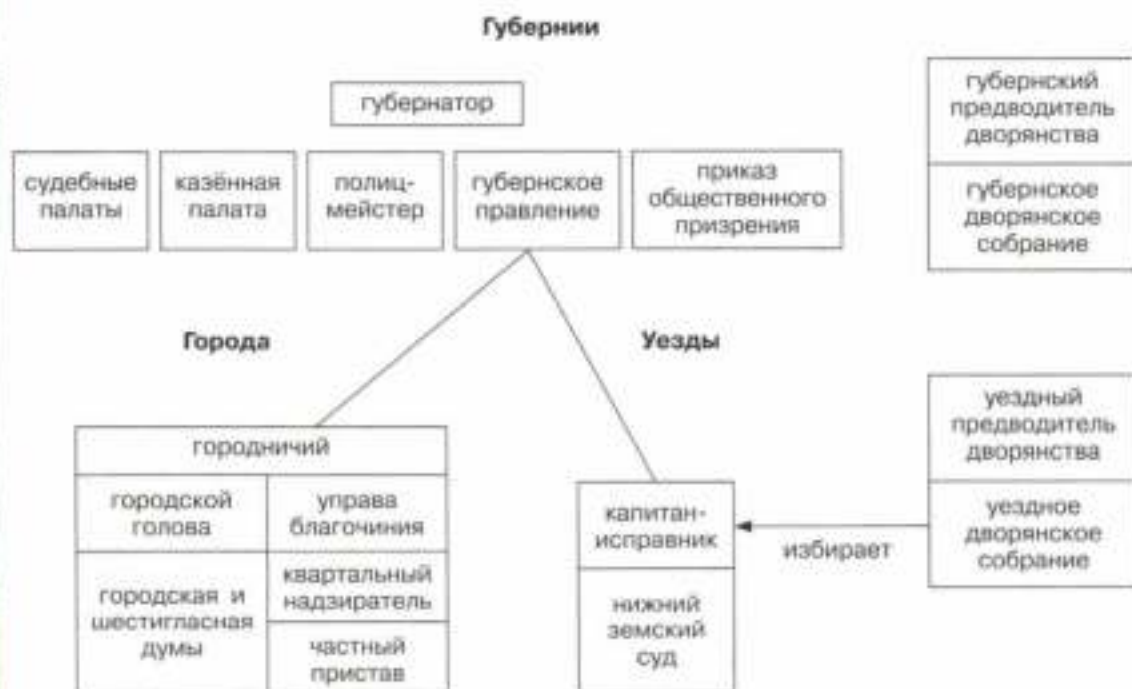 Губернии
губернатор
губернский
предводитель
дворянства
судебные
палаты
казённая
палата
полиц-
мейстер
губернское
правление
приказ
общественного
призрения
губернское
дворянское
собрание
Города
Уезды
городничий
городской
голова
управа
благочиния
городская и
шестигласная
думы
квартальный
надзиратель
частный
пристав
капитан-
исправник
нижний
земский
суд
избирает
уездный
предводитель
дворянства
уездное
дворянское
собрание